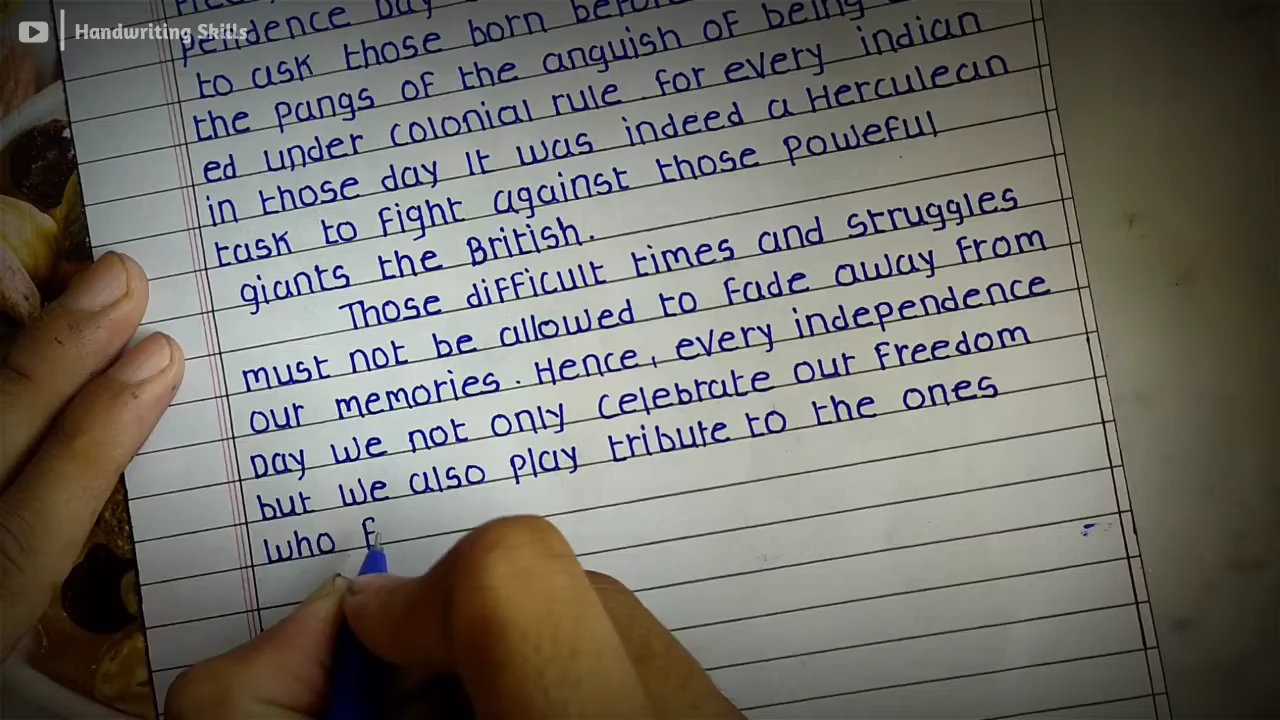 Handwriting Skills
pendence Day
to ask those born before
the pangs of the anguish of being
ed under colonial rule for every indian
in those day It was indeed a Herculean
task to fight against those poweful
giants the British.
Those difficult times and struggles
must not be allowed to fade away from
our memories. Hence, every independence
Day we not only celebrate our freedom
but we also play tribute to the ones
who f